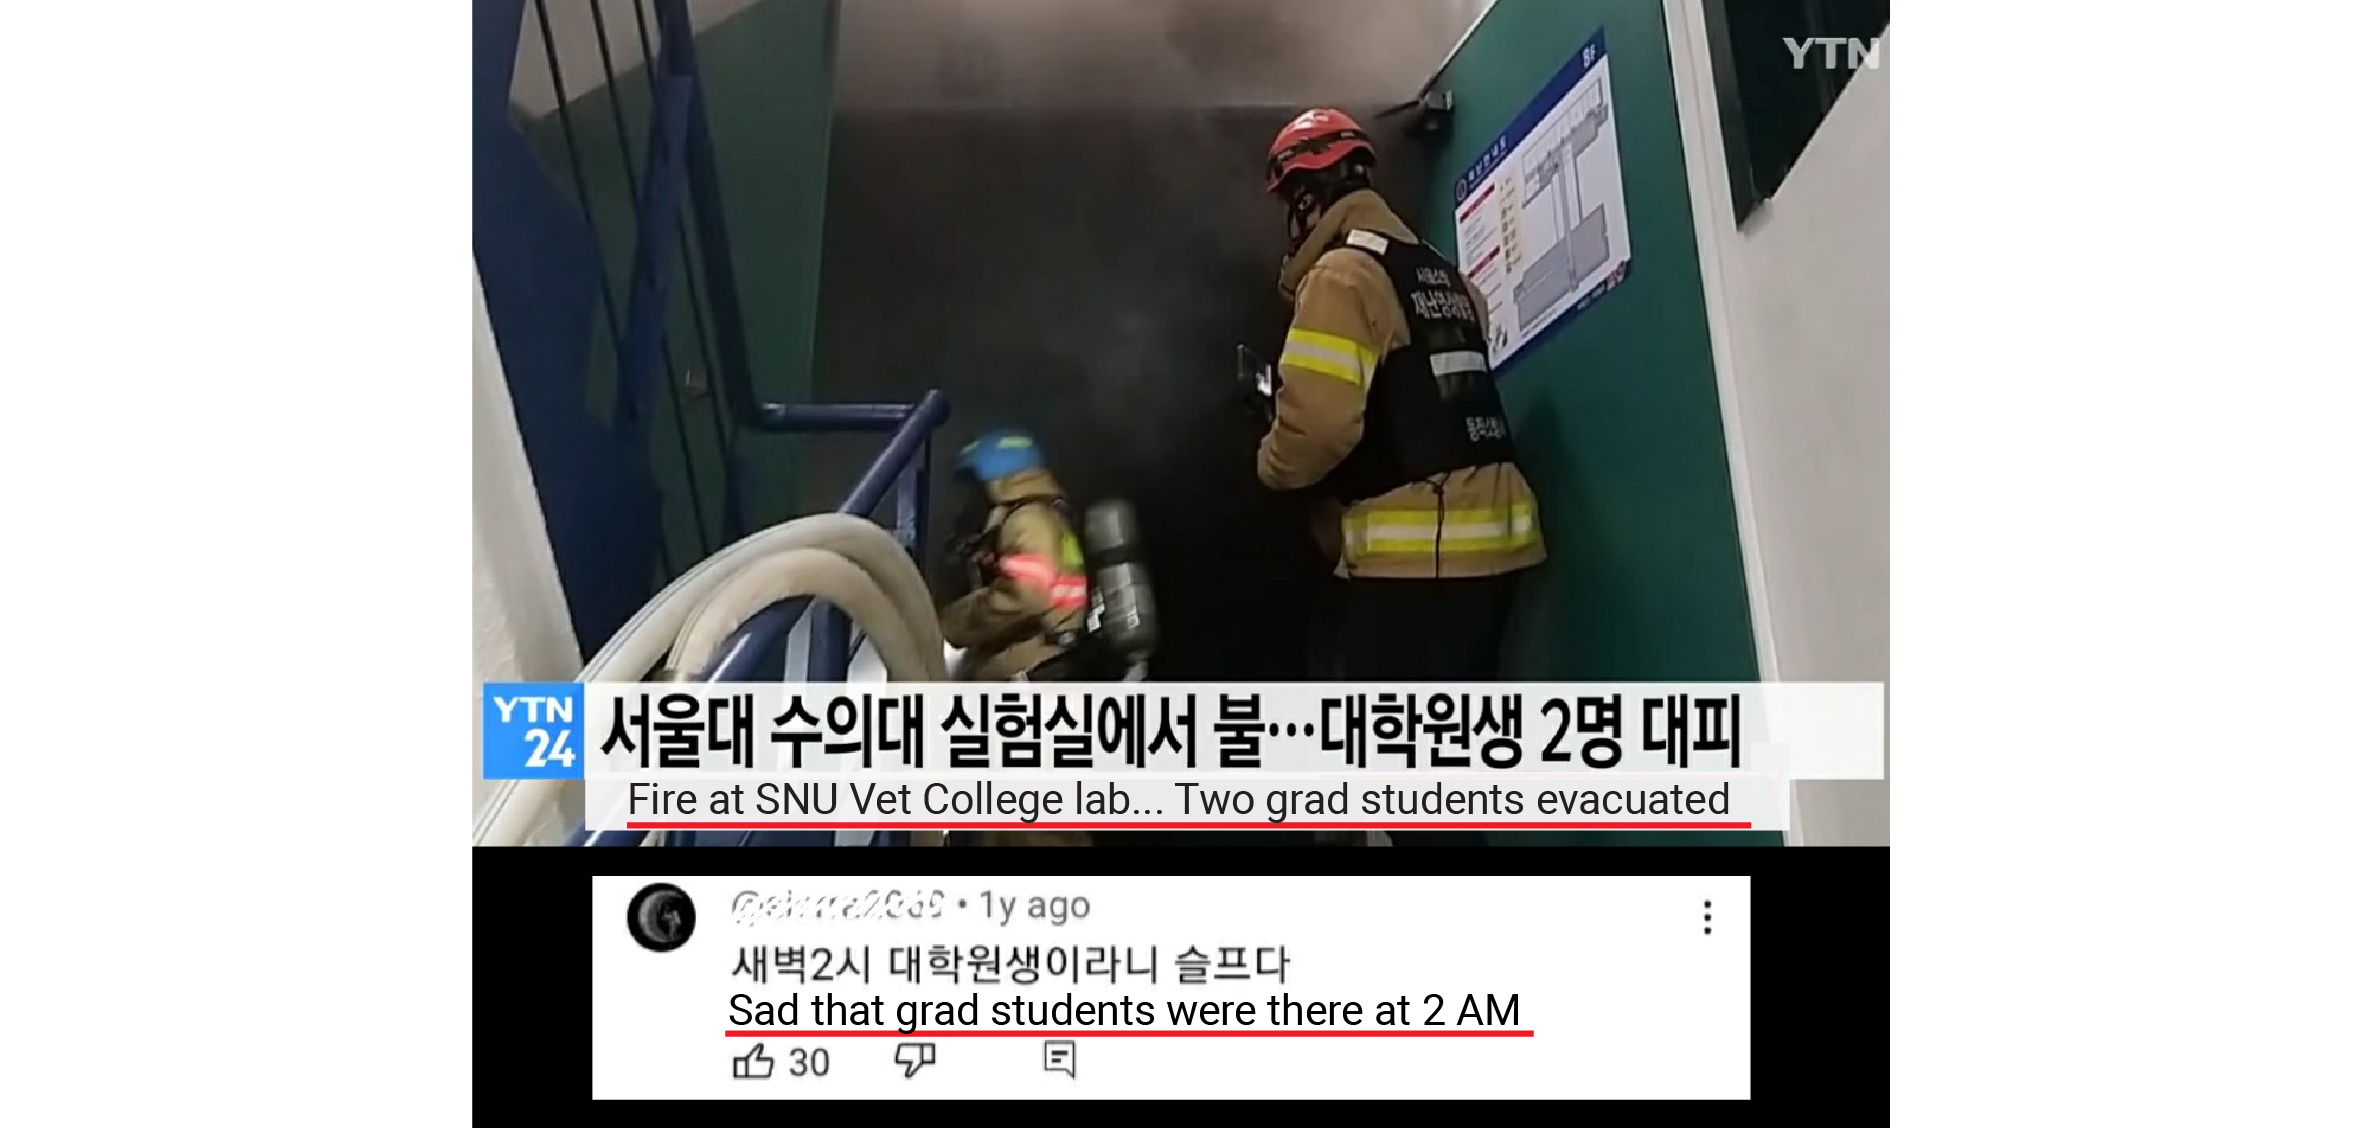 YTN
8F
YTN
24
서울대 수의대 실험실에서 불…대학원생 2명 대피
Fire at SNU Vet College lab... Two grad students evacuated
• 1y ago
새벽2시 대학원생이라니 슬프다
Sad that grad students were there at 2 AM
30